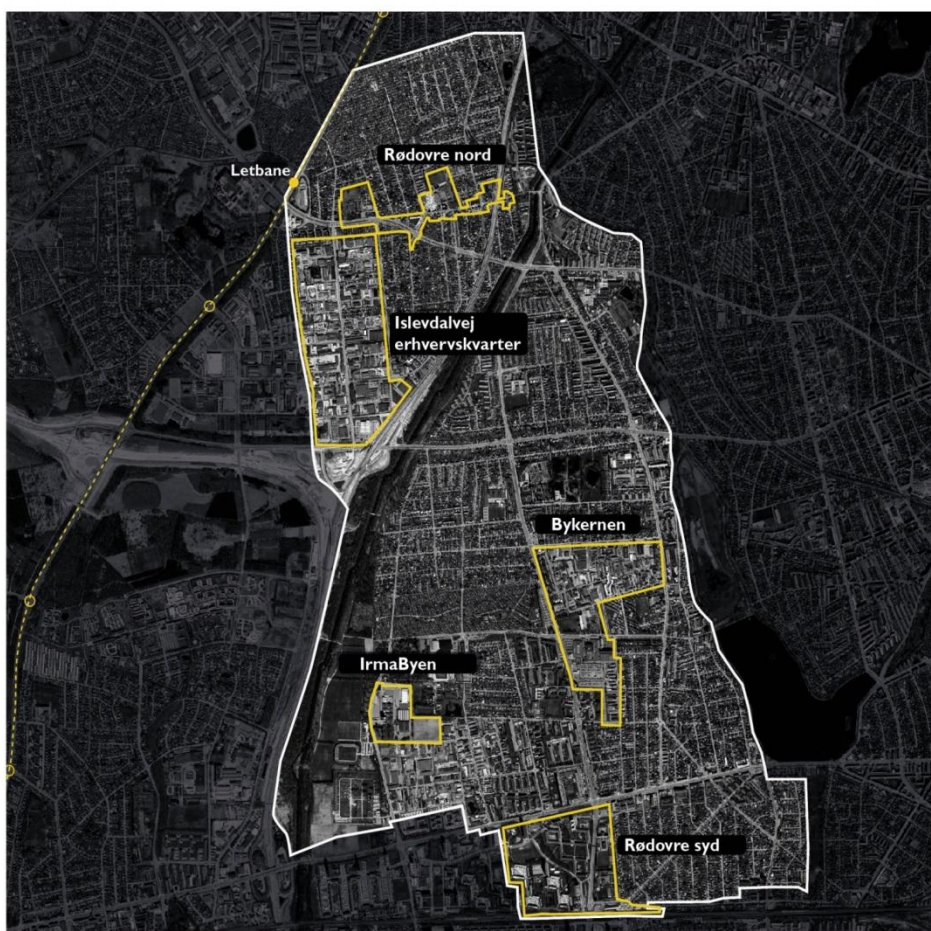 Rødovre nord
Letbane
Islevdalvej
erhvervskvarter
Bykernen
IrmaByen
Rødovre syd